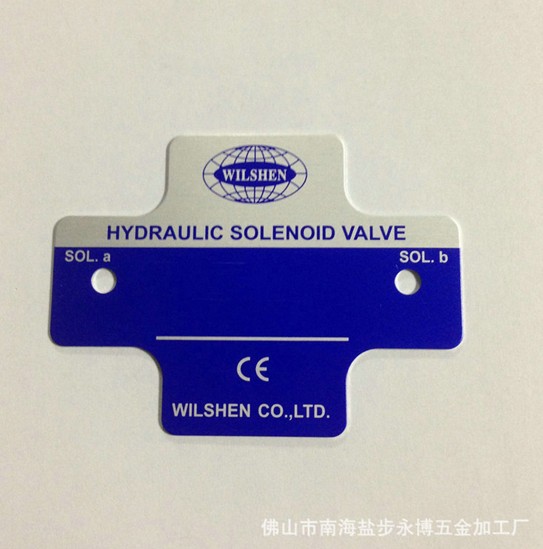 WILSHEN
HYDRAULIC SOLENOID VALVE
SOL. a
SOL. b
CE
WILSHEN CO.,LTD.
佛山市南海盐步永博五金加工厂